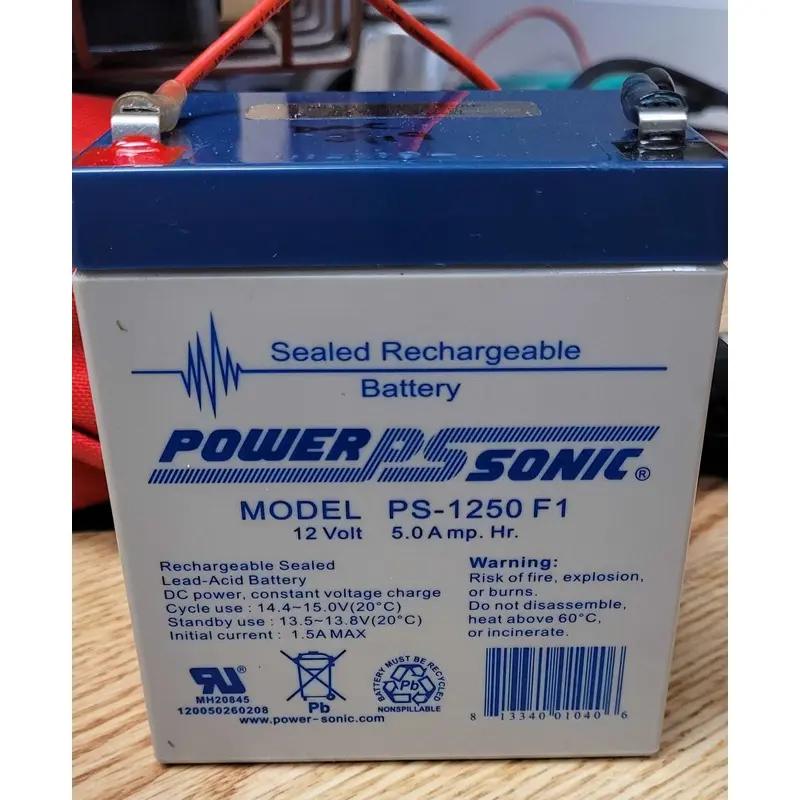 Sealed Rechargeable
Battery
POWER PS SONIC®
MODEL PS-1250 F1
12 Volt 5.0 Amp. Hr.
Rechargeable Sealed
Lead-Acid Battery
DC power, constant voltage charge
Cycle use : 14.4~15.0V(20°C)
Standby use : 13.5~13.8V(20°C)
Initial current : 1.5A MAX
Warning:
Risk of fire, explosion,
or burns.
Do not disassemble,
heat above 60°C,
or incinerate.
RU®
MH20845
120050260208
Pb
BATTERY MUST BE RECYCLED
Pb
NONSPILLABLE
www.power-sonic.com
8 13340 01040 6